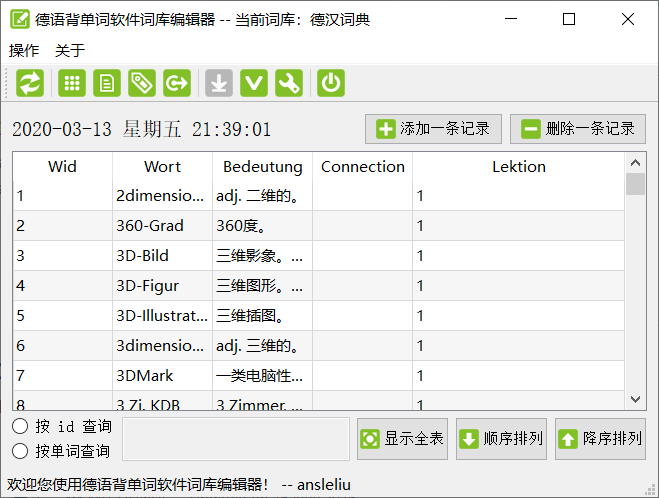 德语背单词软件词库编辑器 -- 当前词库：德汉词典
操作 关于
2020-03-13 星期五 21:39:01 添加一条记录 删除一条记录
Wid Wort Bedeutung Connection Lektion
1 2dimensio... adj. 二维的。 1
2 360-Grad 360度。 1
3 3D-Bild 三维影象。... 1
4 3D-Figur 三维图形。... 1
5 3D-Illustrat... 三维插图。 1
6 3dimensio... adj. 三维的。 1
7 3DMark 一类电脑性... 1
8 3 Zi. KDB 3 Zimmer, ... 1
按 id 查询
按单词查询 显示全表 顺序排列 降序排列
欢迎您使用德语背单词软件词库编辑器！ -- ansleliu